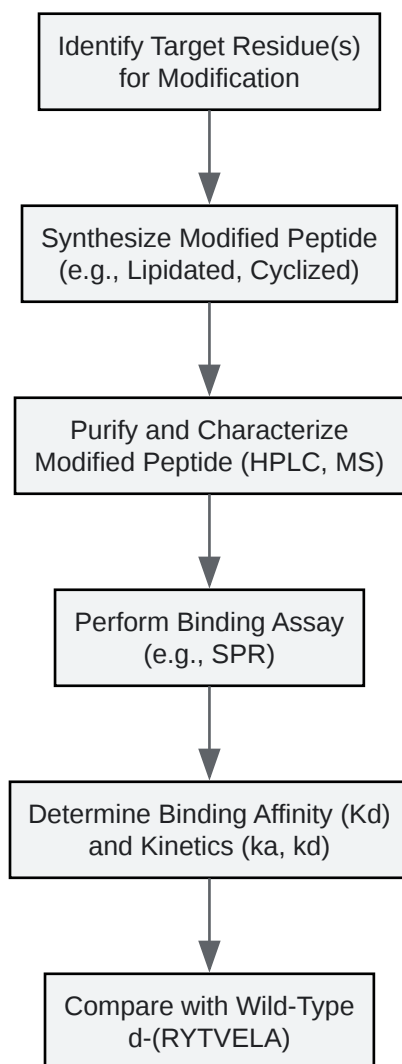 Identify Target Residue(s)
for Modification
Synthesize Modified Peptide
(e.g., Lipidated, Cyclized)
Purify and Characterize
Modified Peptide (HPLC, MS)
Perform Binding Assay
(e.g., SPR)
Determine Binding Affinity (Kd)
and Kinetics (ka, kd)
Compare with Wild-Type
d-(RYTVELA)